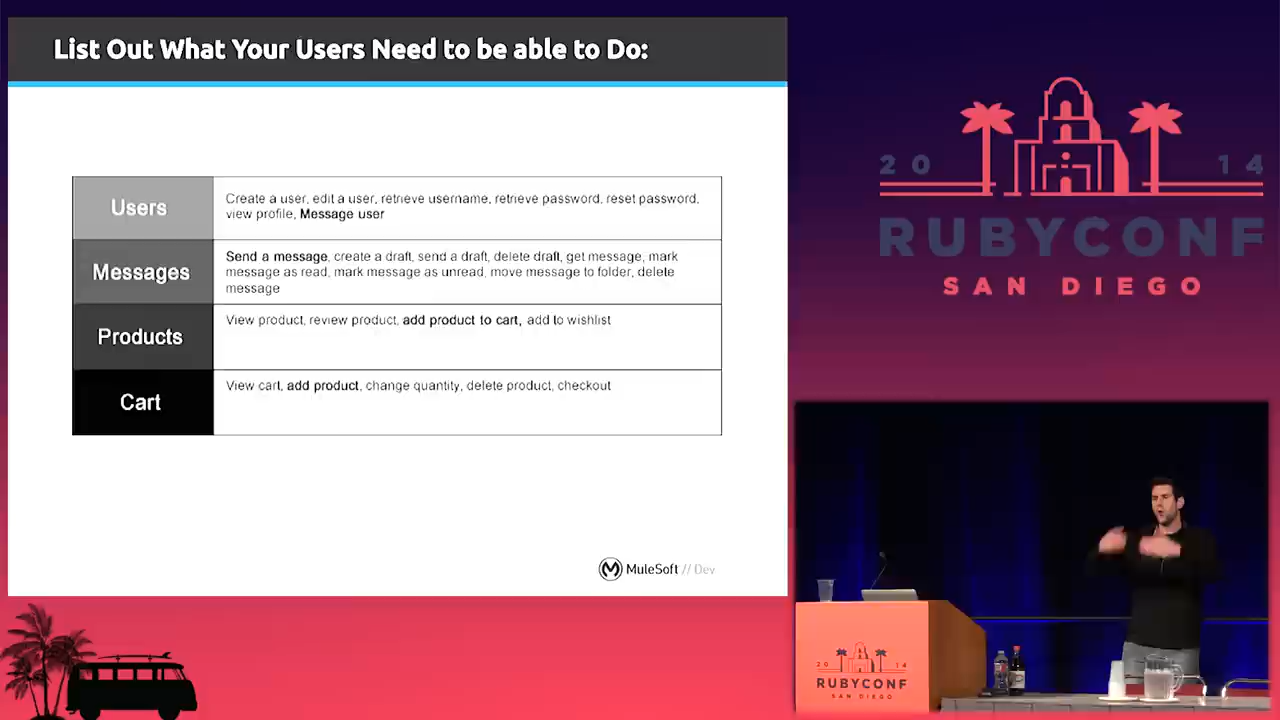 List Out What Your Users Need to be able to Do:
Users
Create a user, edit a user, retrieve username, retrieve password, reset password,
view profile, Message user
Messages
Send a message, create a draft, send a draft, delete draft, get message, mark
message as read, mark message as unread, move message to folder, delete
message
Products
View product, review product, add product to cart, add to wishlist
Cart
View cart, add product, change quantity, delete product, checkout
MuleSoft // Dev
20 14
RUBYCONF
SAN DIEGO
20 14
RUBYCONF
SAN DIEGO